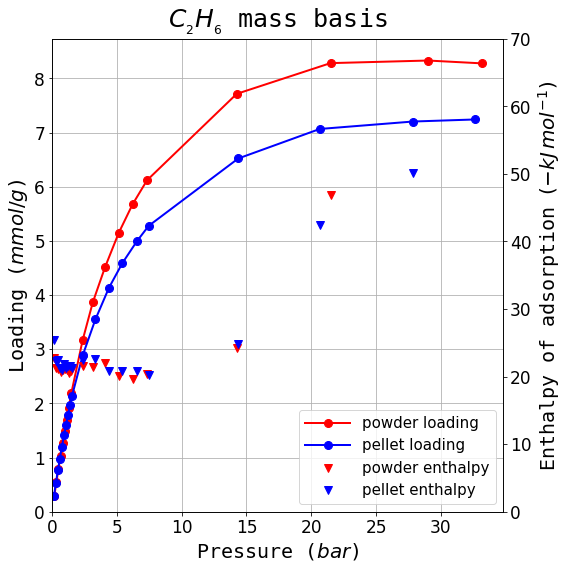 C₂H₆ mass basis
Loading (mmol/g)
8
7
6
5
4
3
2
1
0
70
60
50
40
30
20
10
0
Enthalpy of adsorption (−kJmol⁻¹)
powder loading
pellet loading
powder enthalpy
pellet enthalpy
0 5 10 15 20 25 30
Pressure (bar)